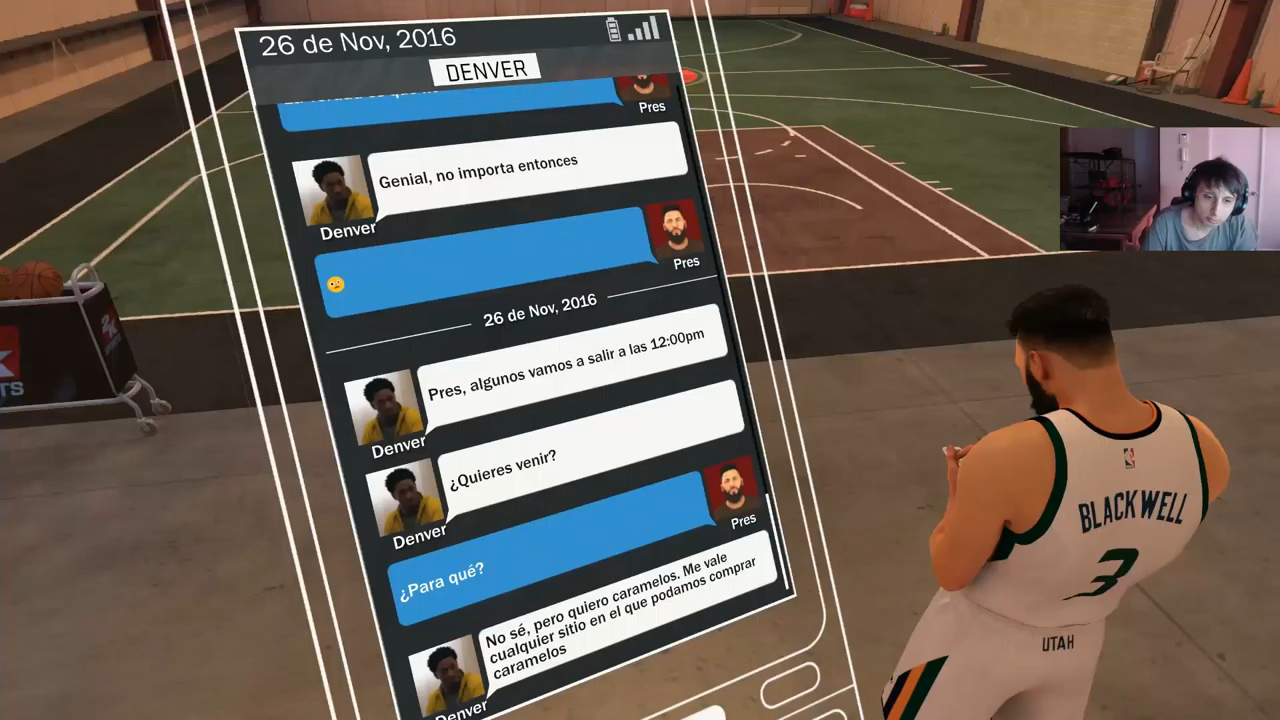 26 de Nov, 2016
DENVER
Pres
Genial, no importa entonces
Denver
Pres
26 de Nov, 2016
Pres, algunos vamos a salir a las 12:00pm
Denver
¿Quieres venir?
Denver
Pres
¿Para qué?
No sé, pero quiero caramelos. Me vale
cualquier sitio en el que podamos comprar
caramelos
Denver
BLACKWELL
3
UTAH
2K